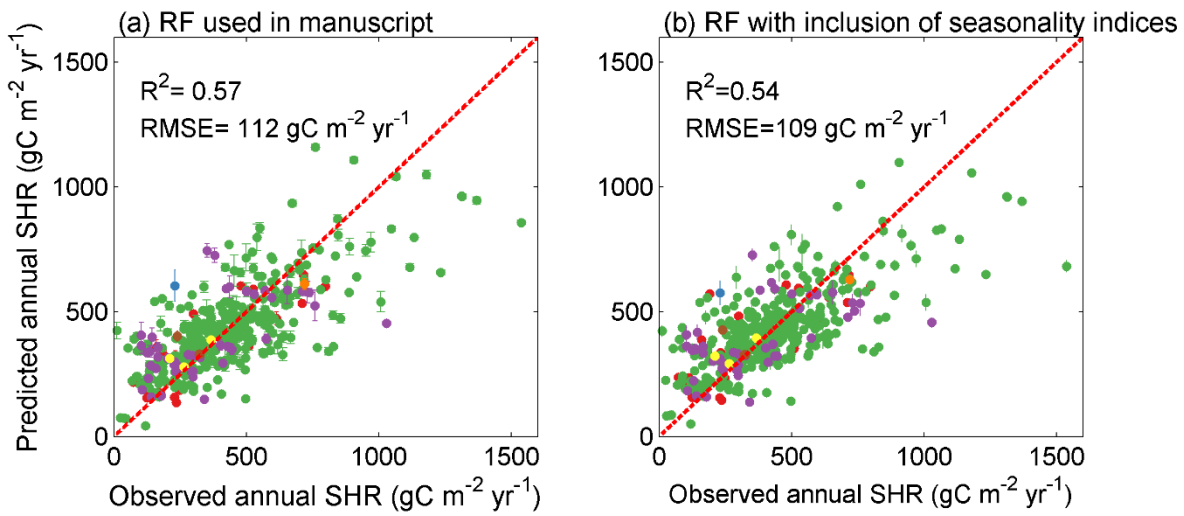 (a) RF used in manuscript
R²= 0.57
RMSE= 112 gC m⁻² yr⁻¹
Predicted annual SHR (gC m⁻² yr⁻¹)
1500
1000
500
0
0 500 1000 1500
Observed annual SHR (gC m⁻² yr⁻¹)
(b) RF with inclusion of seasonality indices
R²=0.54
RMSE=109 gC m⁻² yr⁻¹
1500
1000
500
0
0 500 1000 1500
Observed annual SHR (gC m⁻² yr⁻¹)